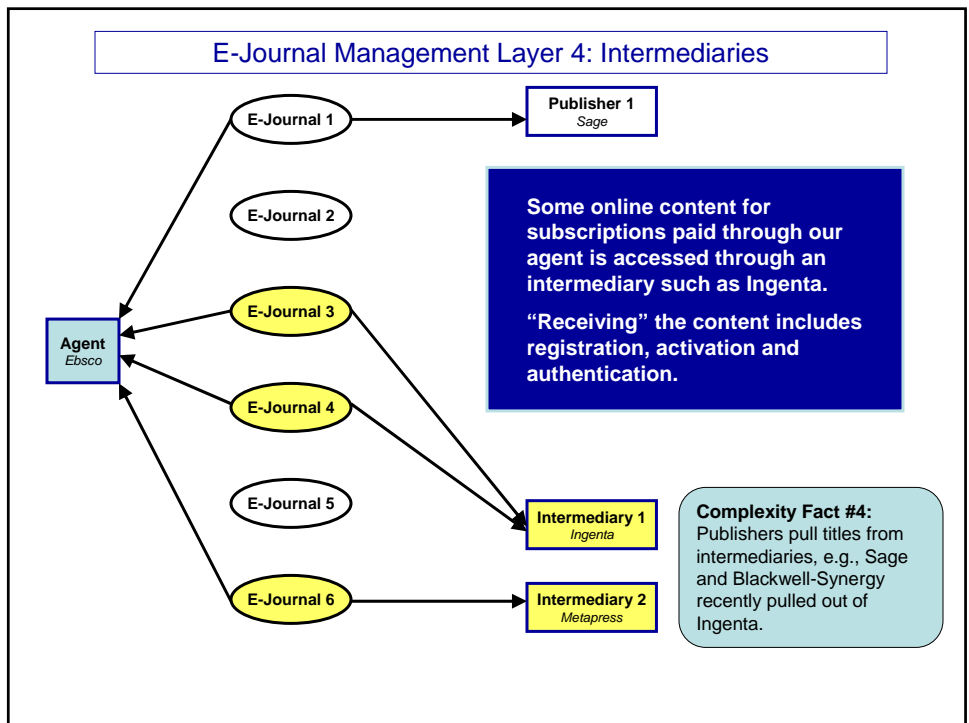 E-Journal Management Layer 4: Intermediaries
E-Journal 1
Publisher 1
Sage
E-Journal 2
Some online content for
subscriptions paid through our
agent is accessed through an
intermediary such as Ingenta.
“Receiving” the content includes
registration, activation and
authentication.
E-Journal 3
Agent
Ebsco
E-Journal 4
E-Journal 5
Intermediary 1
Ingenta
E-Journal 6
Intermediary 2
Metapress
Complexity Fact #4:
Publishers pull titles from
intermediaries, e.g., Sage
and Blackwell-Synergy
recently pulled out of
Ingenta.